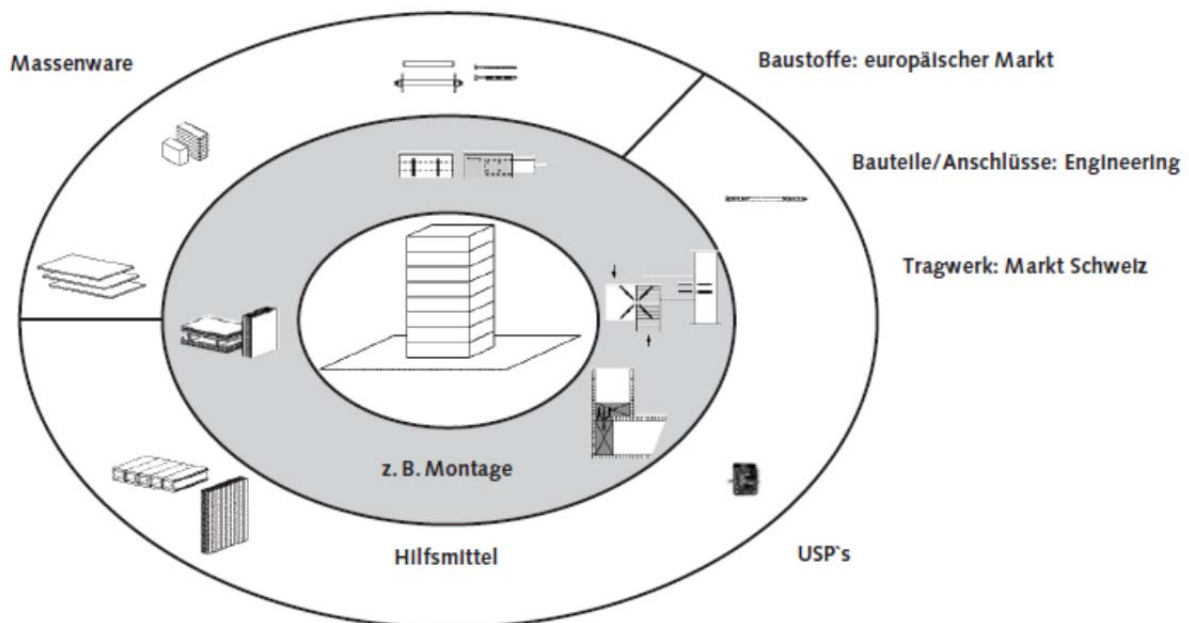 Massenware
Baustoffe: europäischer Markt
Bauteile/Anschlüsse: Engineering
Tragwerk: Markt Schweiz
z. B. Montage
Hilfsmittel
USP`s